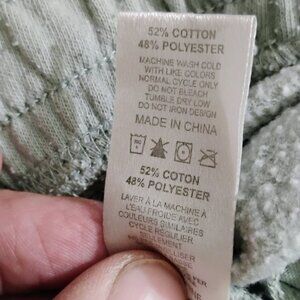 52% COTTON
48% POLYESTER
MACHINE WASH COLD
WITH LIKE COLORS
NORMAL CYCLE ONLY
DO NOT BLEACH
TUMBLE DRY LOW
DO NOT IRON DESIGN
MADE IN CHINA
52% COTON
48% POLYESTER
LAVER À LA MACHINE À
L'EAU FROIDE AVEC
COULEURS SIMILAIRES
CYCLE REGULIER
SEULEMENT